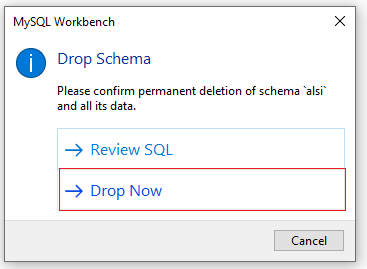 MySQL Workbench
Drop Schema
Please confirm permanent deletion of schema `alsi`
and all its data.
Review SQL
Drop Now
Cancel